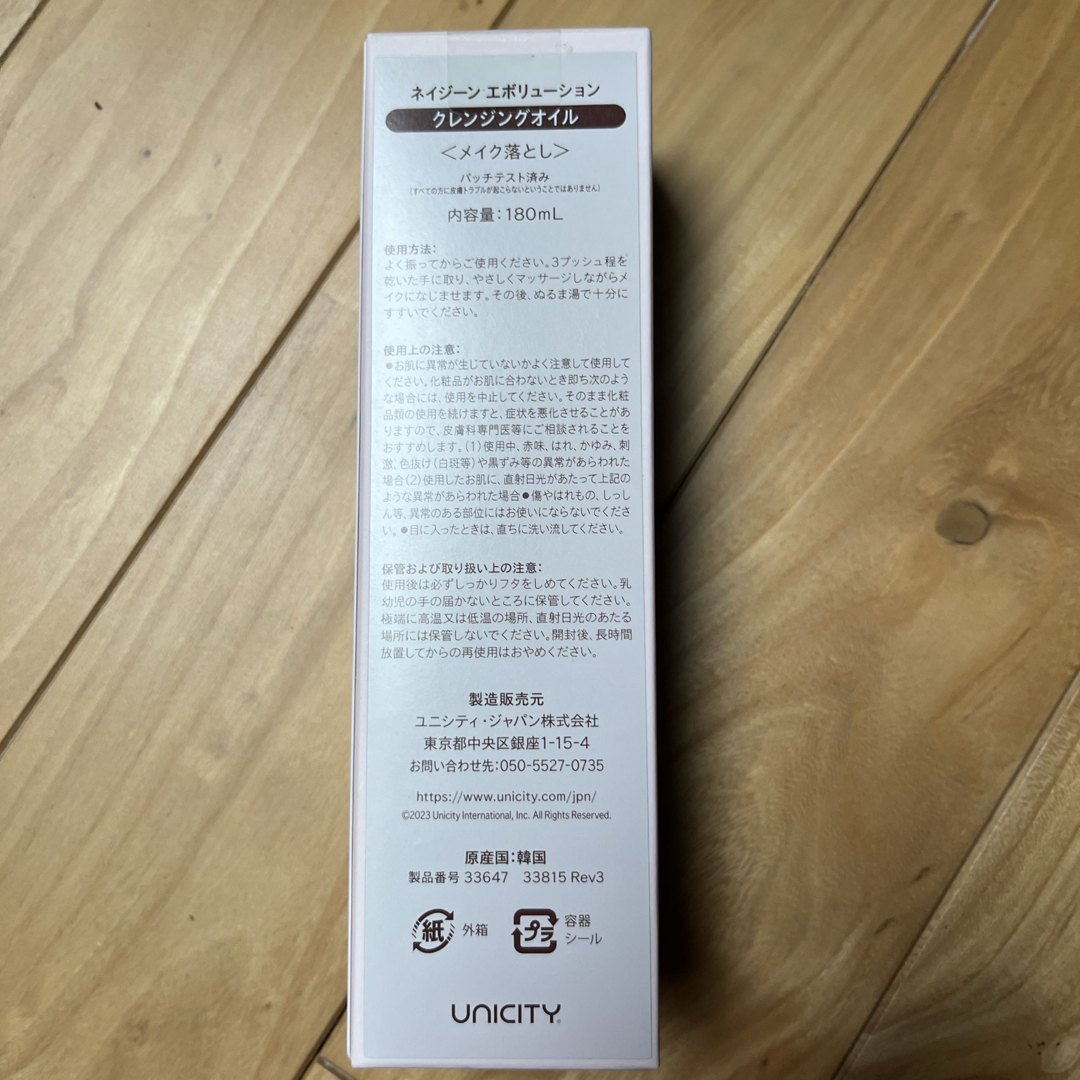 ネイジーン エボリューション
クレンジングオイル
＜メイク落とし＞
パッチテスト済み
(すべての方に皮膚トラブルが起こらないということではありません)
内容量：180mL
使用方法：
よく振ってからご使用ください。3プッシュ程を
乾いた手に取り、やさしくマッサージしながらメ
イクになじませます。その後、ぬるま湯で十分に
すすいでください。
使用上の注意：
●お肌に異常が生じていないかよく注意して使用して
ください。化粧品がお肌に合わないとき即ち次のよう
な場合には、使用を中止してください。そのまま化粧
品類の使用を続けますと、症状を悪化させることがあ
りますので、皮膚科専門医等にご相談されることを
おすすめします。（1）使用中、赤味、はれ、かゆみ、刺
激、色抜け（白斑等）や黒ずみ等の異常があらわれた
場合（2）使用したお肌に、直射日光があたって上記の
ような異常があらわれた場合●傷やはれもの、しっし
ん等、異常のある部位にはお使いにならないでくださ
い。●目に入ったときは、直ちに洗い流してください。
保管および取り扱い上の注意：
使用後は必ずしっかりフタをしめてください。乳
幼児の手の届かないところに保管してください。
極端に高温又は低温の場所、直射日光のあたる
場所には保管しないでください。開封後、長時間
放置してからの再使用はおやめください。
製造販売元
ユニシティ・ジャパン株式会社
東京都中央区銀座1-15-4
お問い合わせ先：050-5527-0735
https://www.unicity.com/jpn/
©2023 Unicity International, Inc. All Rights Reserved.
原産国：韓国
製品番号 33647 33815 Rev3
紙 外箱
プラ 容器
シール
UNICITY®